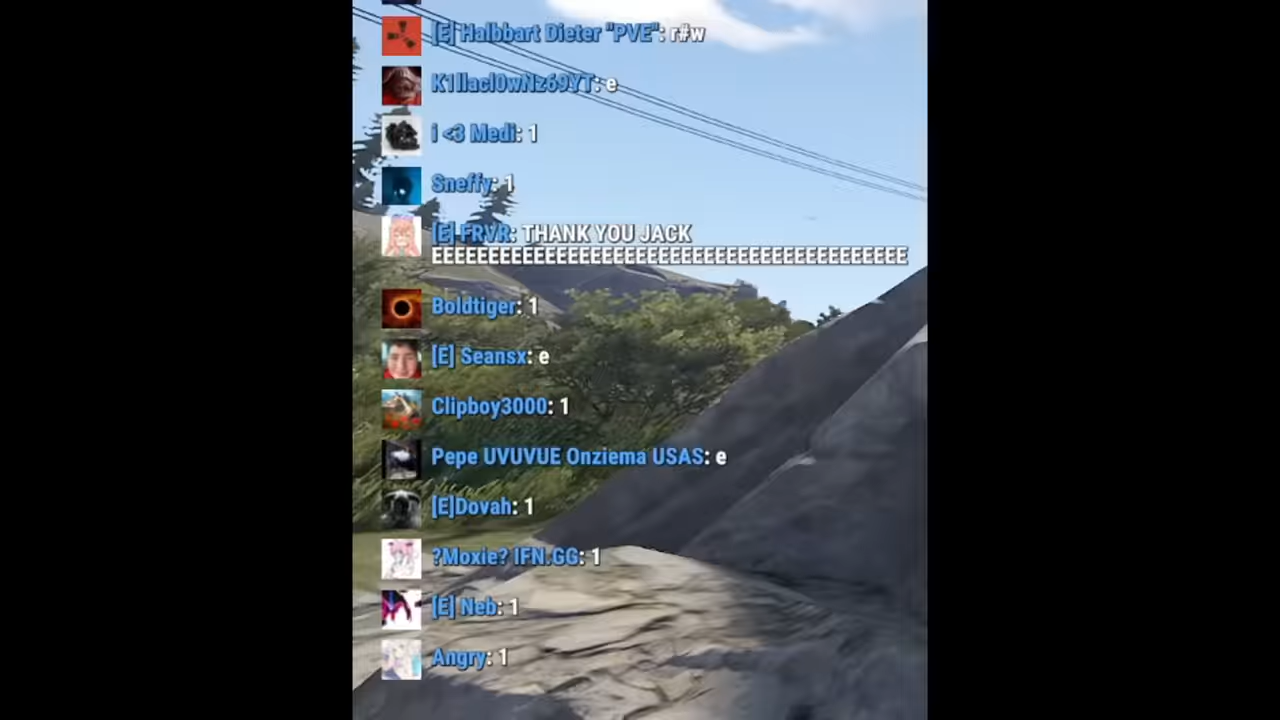 [E] Halbbart Dieter "PVE": r#w
K1llacl0wNz69YT: e
i <3 Medi: 1
Sneffy: 1
[E] FRVR: THANK YOU JACK
EEEEEEEEEEEEEEEEEEEEEEEEEEEEEEEEEEEEEEEEEEE
Boldtiger: 1
[E] Seansx: e
Clipboy3000: 1
Pepe UVUVUE Onziema USAS: e
[E]Dovah: 1
?Moxie? IFN.GG: 1
[E] Neb: 1
Angry: 1